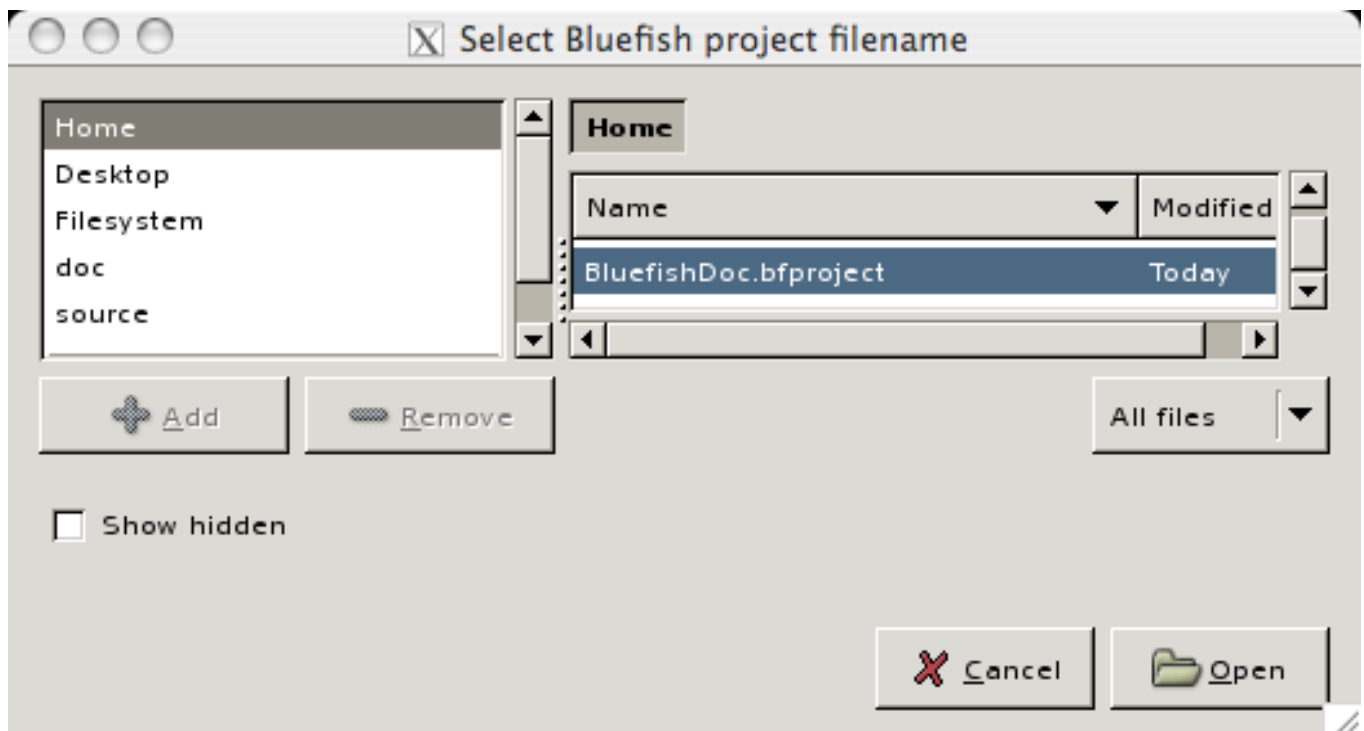 Select Bluefish project filename
Home
Desktop
Filesystem
doc
source
Home
Name Modified
BluefishDoc.bfproject Today
Add Remove All files
Show hidden
Cancel Open